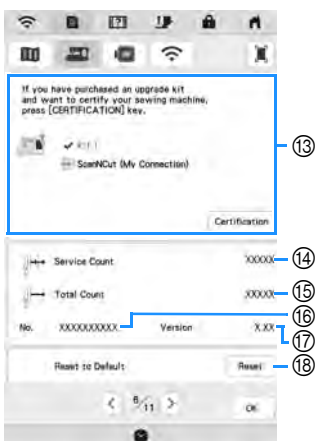 If you have purchased an upgrade kit
and want to certify your sewing machine,
press [CERTIFICATION] key.
✓ KIT I
ScanNCut (My Connection)
⑬
Certification
Service Count XXXXX ⑭
Total Count XXXXX ⑮
⑯
No. XXXXXXXXXX Version X.XX
⑰
Reset to Default Reset ⑱
< 6/11 > OK